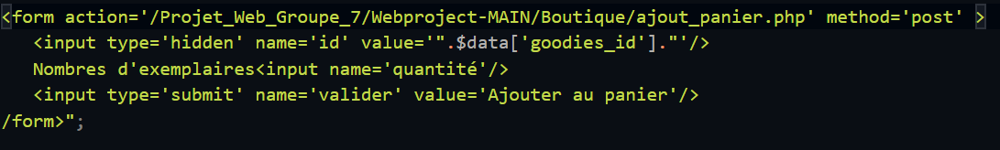 <form action='/Projet_Web_Groupe_7/Webproject-MAIN/Boutique/ajout_panier.php' method='post' >
<input type='hidden' name='id' value='".$data['goodies_id']."'/>
Nombres d'exemplaires<input name='quantité'/>
<input type='submit' name='valider' value='Ajouter au panier'/>
/form>";